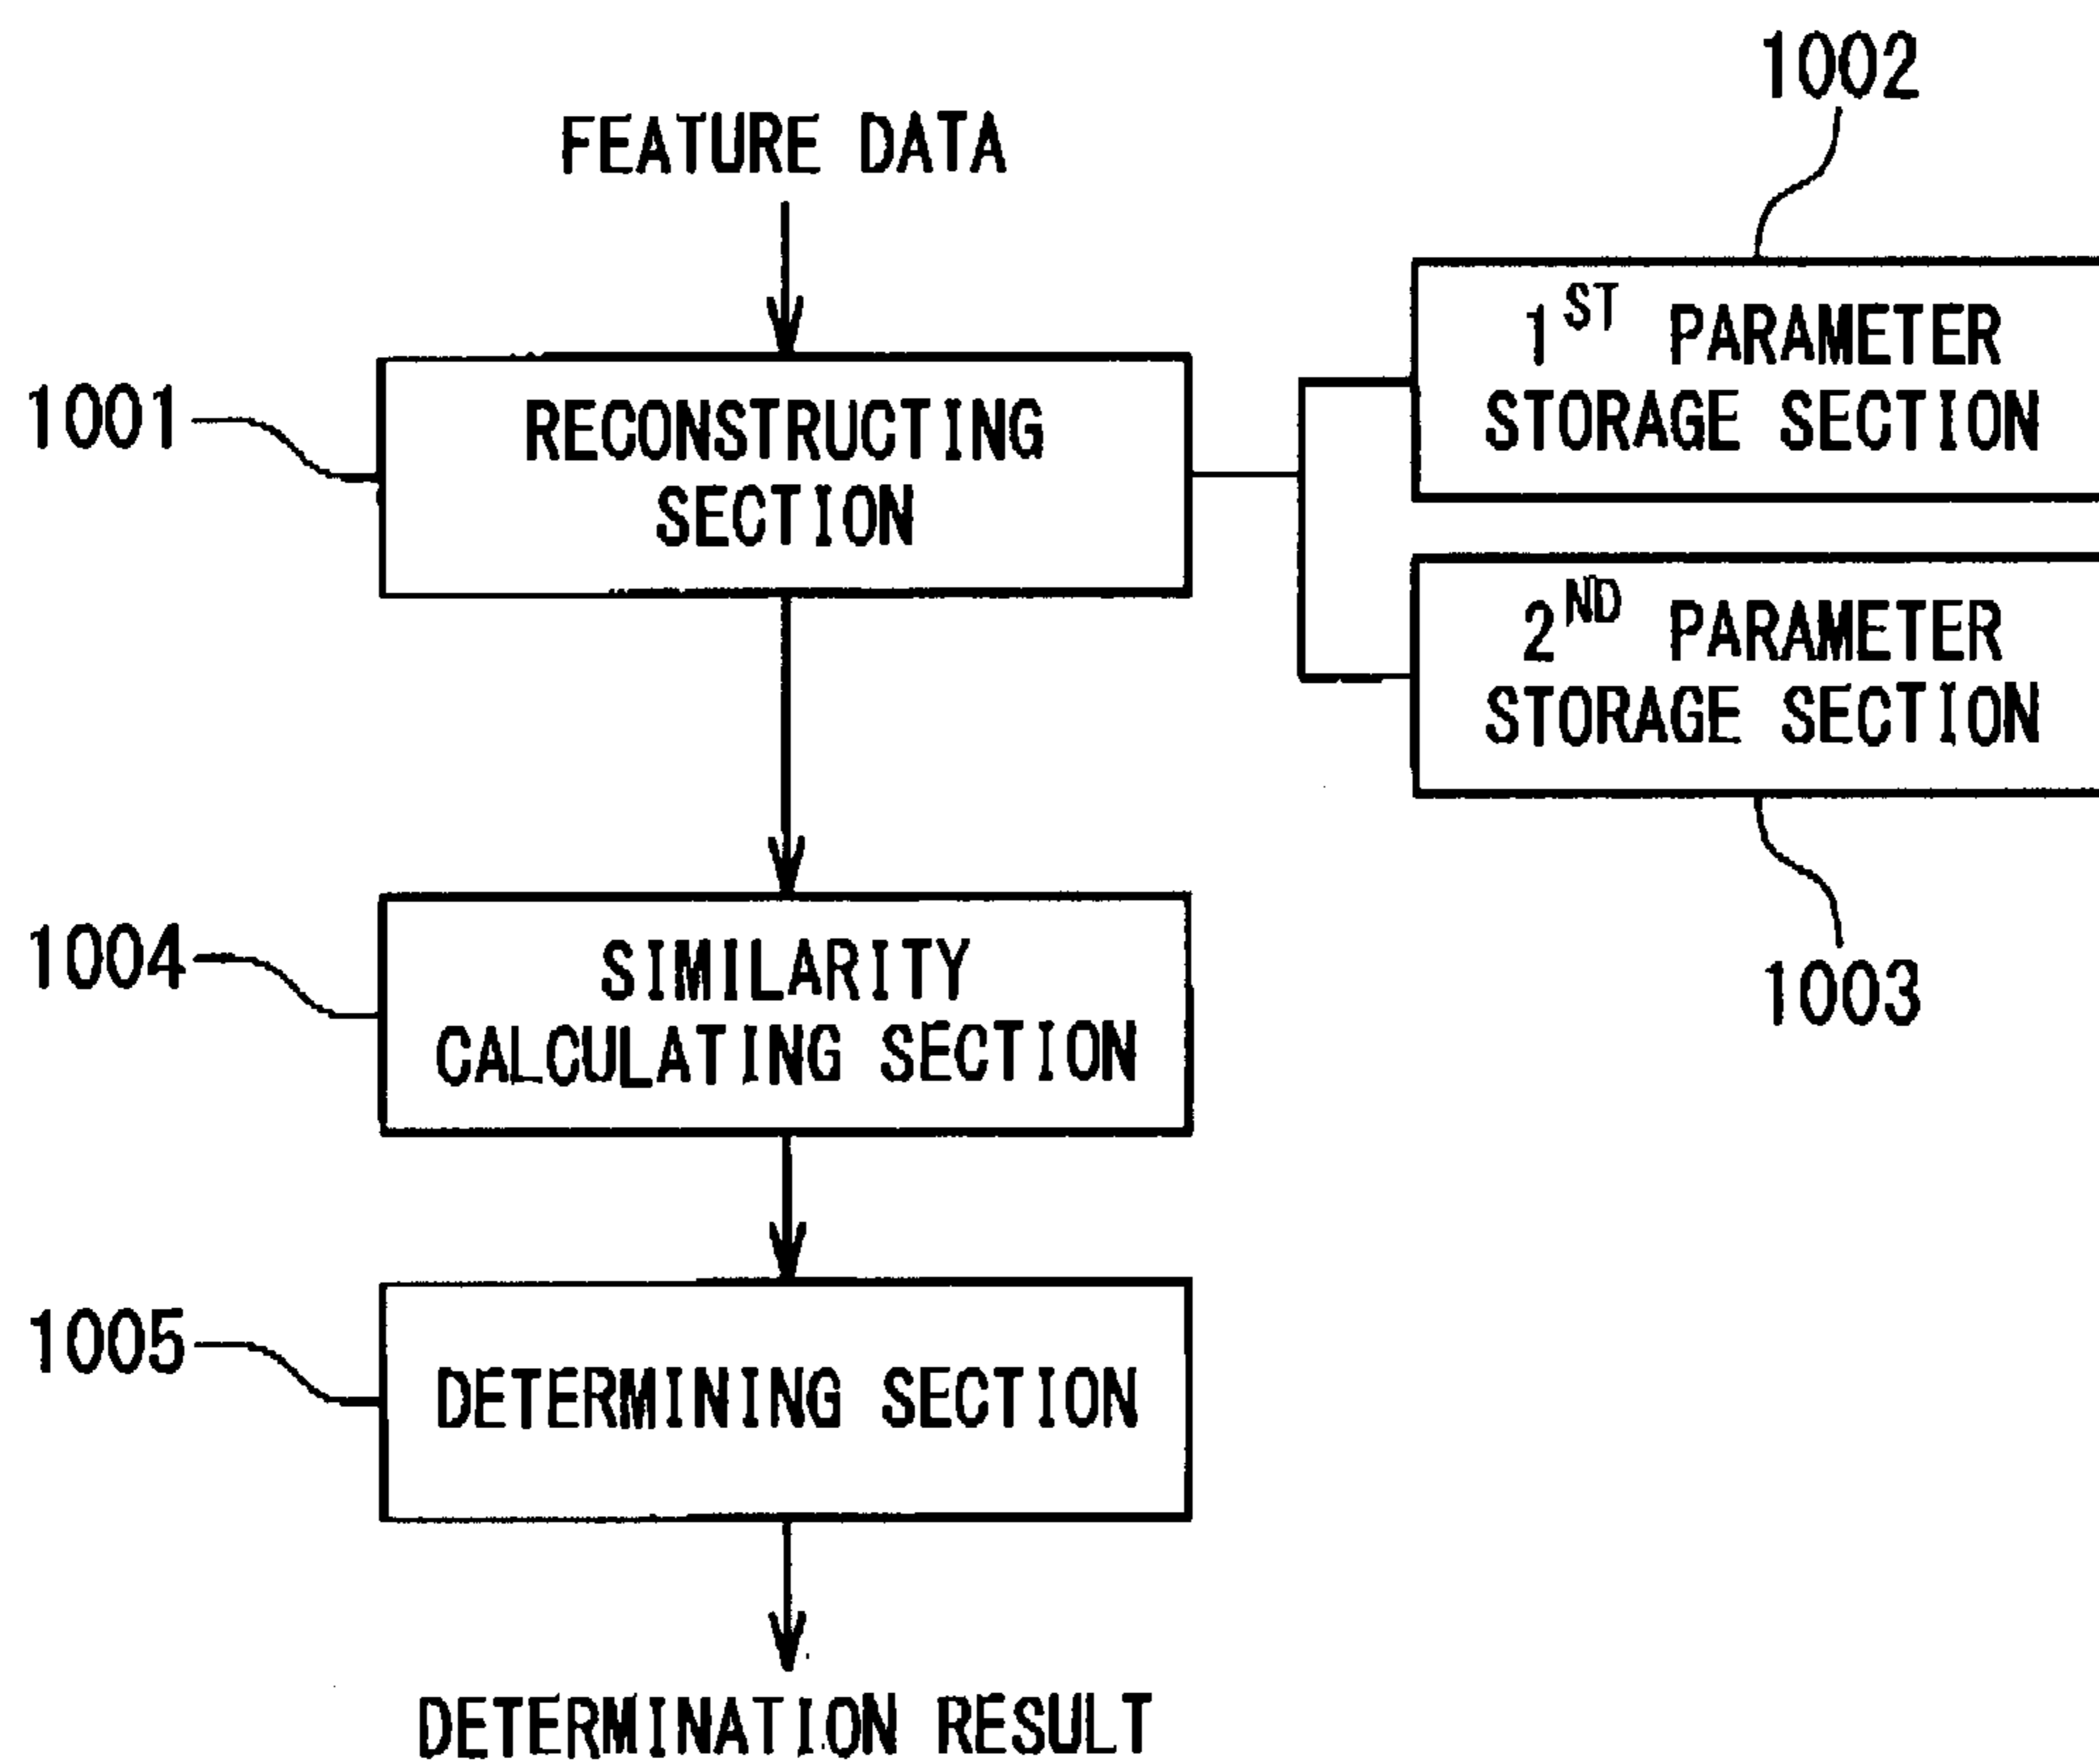 1002
FEATURE DATA
1ST PARAMETER
STORAGE SECTION
1001
RECONSTRUCTING
SECTION
2ND PARAMETER
STORAGE SECTION
1003
1004
SIMILARITY
CALCULATING SECTION
1005
DETERMINING SECTION
DETERMINATION RESULT